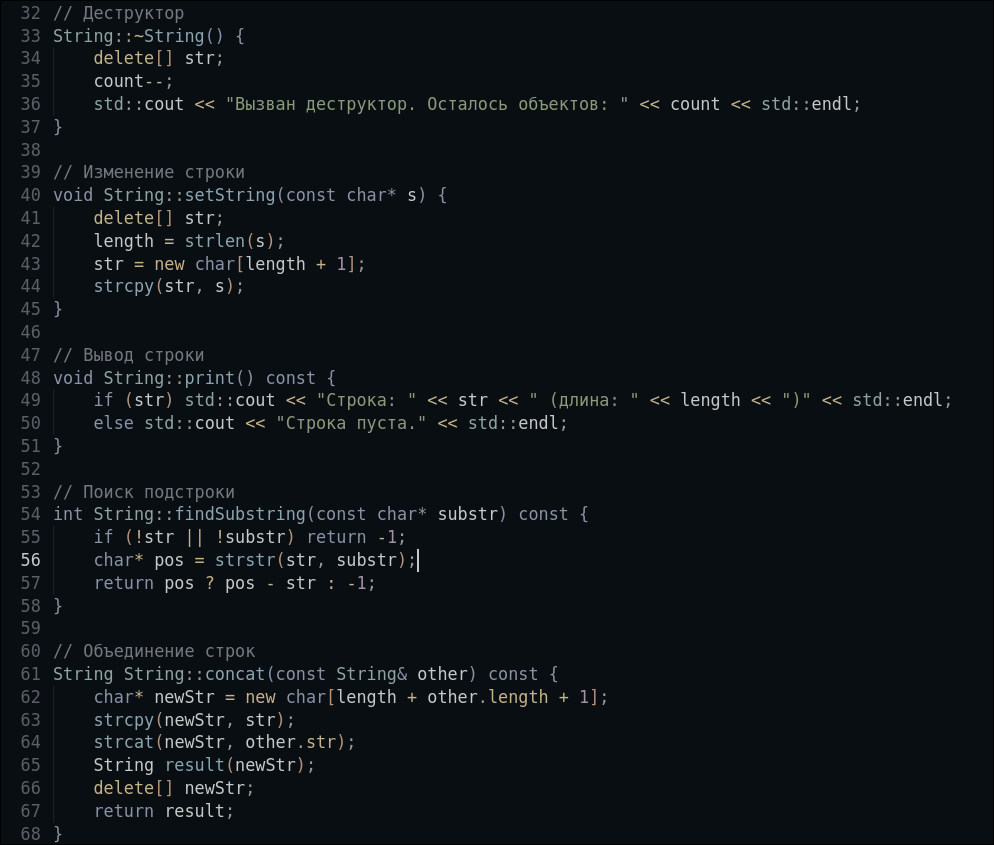 32 // Деструктор
33 String::~String() {
34     delete[] str;
35     count--;
36     std::cout << "Вызван деструктор. Осталось объектов: " << count << std::endl;
37 }
38
39 // Изменение строки
40 void String::setString(const char* s) {
41     delete[] str;
42     length = strlen(s);
43     str = new char[length + 1];
44     strcpy(str, s);
45 }
46
47 // Вывод строки
48 void String::print() const {
49     if (str) std::cout << "Строка: " << str << " (длина: " << length << ")" << std::endl;
50     else std::cout << "Строка пуста." << std::endl;
51 }
52
53 // Поиск подстроки
54 int String::findSubstring(const char* substr) const {
55     if (!str || !substr) return -1;
56     char* pos = strstr(str, substr);
57     return pos ? pos - str : -1;
58 }
59
60 // Объединение строк
61 String String::concat(const String& other) const {
62     char* newStr = new char[length + other.length + 1];
63     strcpy(newStr, str);
64     strcat(newStr, other.str);
65     String result(newStr);
66     delete[] newStr;
67     return result;
68 }